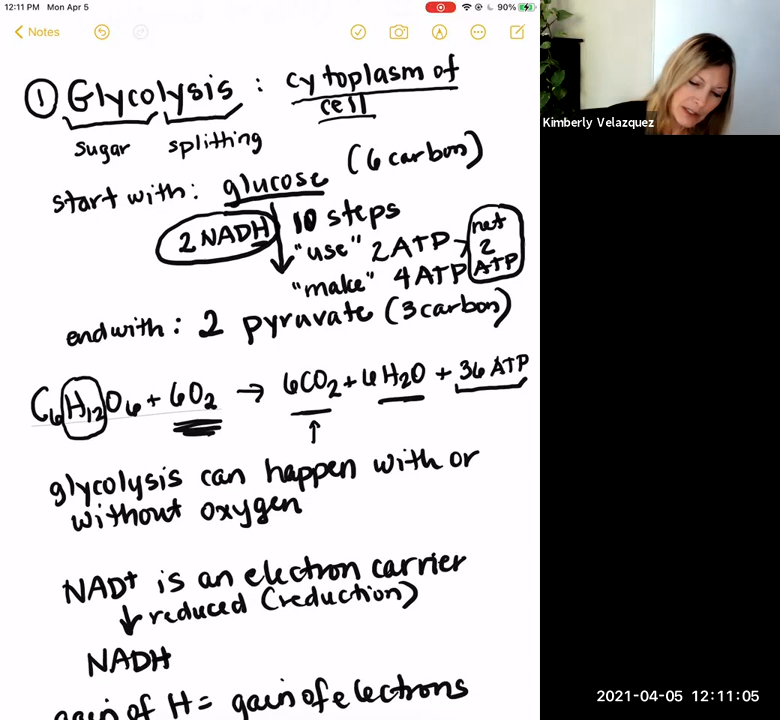 12:11 PM Mon Apr 5
90%
Notes
Kimberly Velazquez
1 Glycolysis : cytoplasm of
cell
sugar splitting
start with: glucose (6 carbon)
2 NADH
10 steps
"use" 2 ATP
"make" 4 ATP
net
2
ATP
end with: 2 pyruvate (3 carbon)
C6H12O6 + 6O2 → 6CO2 + 6H2O + 36 ATP
glycolysis can happen with or
without oxygen
NAD+ is an electron carrier
↓ reduced (reduction)
NADH
gain of H = gain of electrons
2021-04-05 12:11:05